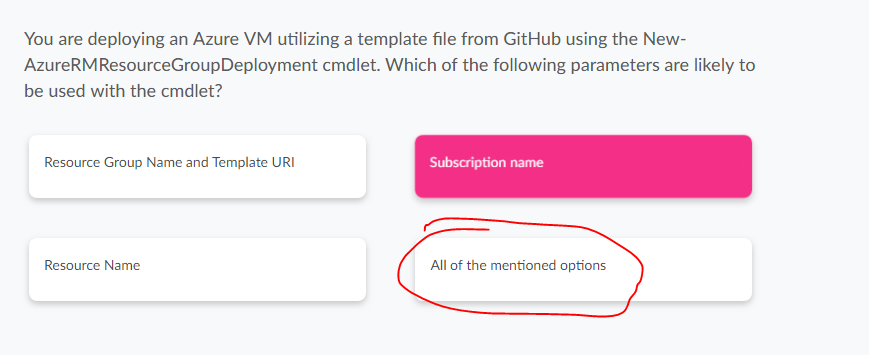 You are deploying an Azure VM utilizing a template file from GitHub using the New-
AzureRMResourceGroupDeployment cmdlet. Which of the following parameters are likely to
be used with the cmdlet?
Resource Group Name and Template URI
Subscription name
Resource Name
All of the mentioned options